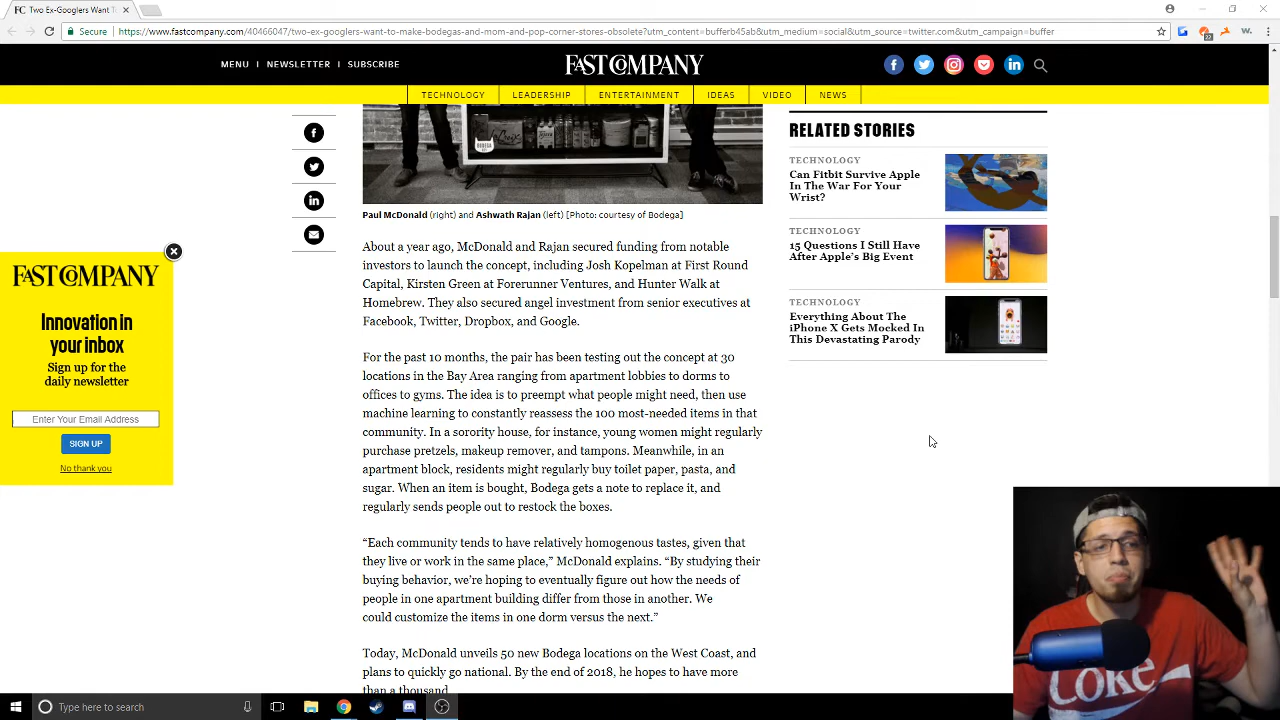 FC Two Ex-Googlers Want T
Secure https://www.fastcompany.com/40466047/two-ex-googlers-want-to-make-bodegas-and-mom-and-pop-corner-stores-obsolete?utm_content=bufferb45ab&utm_medium=social&utm_source=twitter.com&utm_campaign=buffer
MENU NEWSLETTER SUBSCRIBE
FAST COMPANY
TECHNOLOGY LEADERSHIP ENTERTAINMENT IDEAS VIDEO NEWS
Paul McDonald (right) and Ashwath Rajan (left) [Photo: courtesy of Bodega]
About a year ago, McDonald and Rajan secured funding from notable
investors to launch the concept, including Josh Kopelman at First Round
Capital, Kirsten Green at Forerunner Ventures, and Hunter Walk at
Homebrew. They also secured angel investment from senior executives at
Facebook, Twitter, Dropbox, and Google.
For the past 10 months, the pair has been testing out the concept at 30
locations in the Bay Area ranging from apartment lobbies to dorms to
offices to gyms. The idea is to preempt what people might need, then use
machine learning to constantly reassess the 100 most-needed items in that
community. In a sorority house, for instance, young women might regularly
purchase pretzels, makeup remover, and tampons. Meanwhile, in an
apartment block, residents might regularly buy toilet paper, pasta, and
sugar. When an item is bought, Bodega gets a note to replace it, and
regularly sends people out to restock the boxes.
“Each community tends to have relatively homogenous tastes, given that
they live or work in the same place,” McDonald explains. “By studying their
buying behavior, we’re hoping to eventually figure out how the needs of
people in one apartment building differ from those in another. We
could customize the items in one dorm versus the next.”
Today, McDonald unveils 50 new Bodega locations on the West Coast, and
plans to quickly go national. By the end of 2018, he hopes to have more
than a thousand
RELATED STORIES
TECHNOLOGY
Can Fitbit Survive Apple
In The War For Your
Wrist?
TECHNOLOGY
15 Questions I Still Have
After Apple’s Big Event
TECHNOLOGY
Everything About The
iPhone X Gets Mocked In
This Devastating Parody
FAST COMPANY
Innovation in
your inbox
Sign up for the
daily newsletter
Enter Your Email Address
SIGN UP
No thank you
Coke
Type here to search